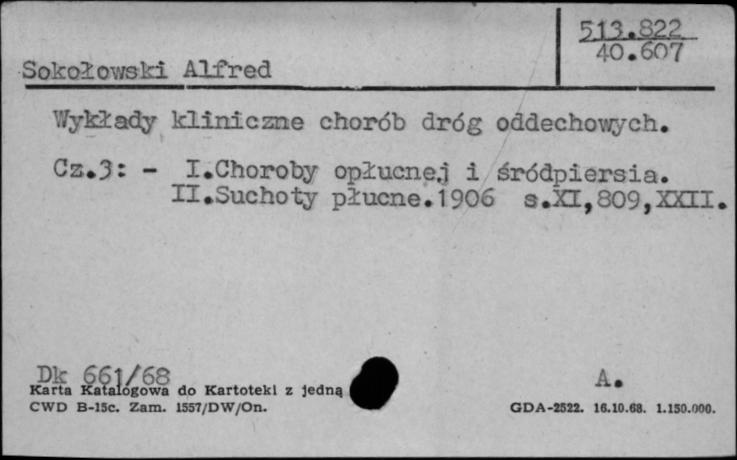 513.822
40.607
Sokołowski Alfred
Wykłady kliniczne chorób dróg oddechowych.
Cz.3: - I.Choroby opłucnej i śródpiersia.
II.Suchoty płucne.1906 s.XI,809,XXII.
Dk 661/68
A.
Karta Katalogowa do Kartoteki z jedną
CWD B-15c. Zam. 1557/DW/On.
GDA-2522. 16.10.68. 1.150.000.